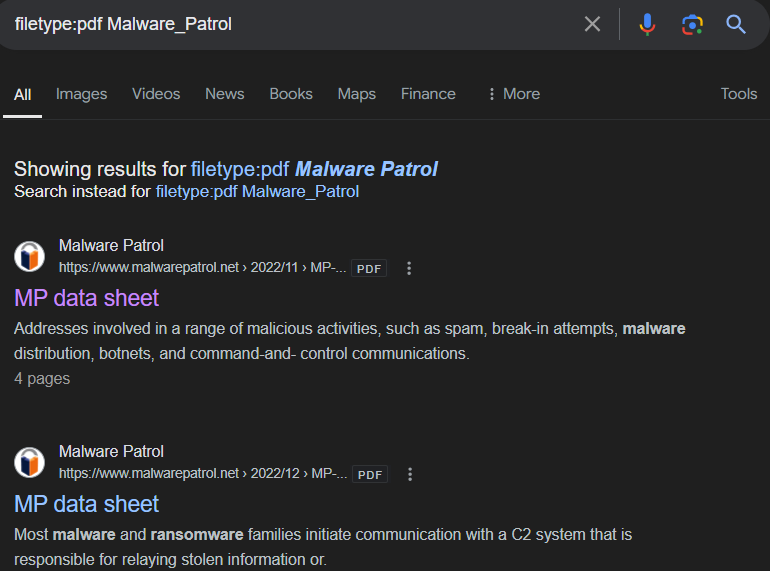 filetype:pdf Malware_Patrol
All Images Videos News Books Maps Finance More Tools
Showing results for filetype:pdf Malware Patrol
Search instead for filetype:pdf Malware_Patrol
Malware Patrol
https://www.malwarepatrol.net › 2022/11 › MP-... PDF
MP data sheet
Addresses involved in a range of malicious activities, such as spam, break-in attempts, malware
distribution, botnets, and command-and- control communications.
4 pages
Malware Patrol
https://www.malwarepatrol.net › 2022/12 › MP-... PDF
MP data sheet
Most malware and ransomware families initiate communication with a C2 system that is
responsible for relaying stolen information or.